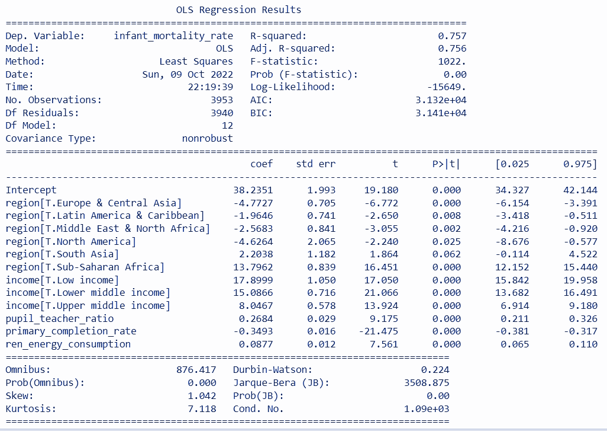 OLS Regression Results
==============================================================================
Dep. Variable: infant_mortality_rate R-squared: 0.757
Model: OLS Adj. R-squared: 0.756
Method: Least Squares F-statistic: 1022.
Date: Sun, 09 Oct 2022 Prob (F-statistic): 0.00
Time: 22:19:39 Log-Likelihood: -15649.
No. Observations: 3953 AIC: 3.132e+04
Df Residuals: 3940 BIC: 3.141e+04
Df Model: 12
Covariance Type: nonrobust
==============================================================================
coef std err t P>|t| [0.025 0.975]
------------------------------------------------------------------------------
Intercept 38.2351 1.993 19.180 0.000 34.327 42.144
region[T.Europe & Central Asia] -4.7727 0.705 -6.772 0.000 -6.154 -3.391
region[T.Latin America & Caribbean] -1.9646 0.741 -2.650 0.008 -3.418 -0.511
region[T.Middle East & North Africa] -2.5683 0.841 -3.055 0.002 -4.216 -0.920
region[T.North America] -4.6264 2.065 -2.240 0.025 -8.676 -0.577
region[T.South Asia] 2.2038 1.182 1.864 0.062 -0.114 4.522
region[T.Sub-Saharan Africa] 13.7962 0.839 16.451 0.000 12.152 15.440
income[T.Low income] 17.8999 1.050 17.050 0.000 15.842 19.958
income[T.Lower middle income] 15.0866 0.716 21.066 0.000 13.682 16.491
income[T.Upper middle income] 8.0467 0.578 13.924 0.000 6.914 9.180
pupil_teacher_ratio 0.2684 0.029 9.175 0.000 0.211 0.326
primary_completion_rate -0.3493 0.016 -21.475 0.000 -0.381 -0.317
ren_energy_consumption 0.0877 0.012 7.561 0.000 0.065 0.110
==============================================================================
Omnibus: 876.417 Durbin-Watson: 0.224
Prob(Omnibus): 0.000 Jarque-Bera (JB): 3508.875
Skew: 1.042 Prob(JB): 0.00
Kurtosis: 7.118 Cond. No. 1.09e+03
==============================================================================